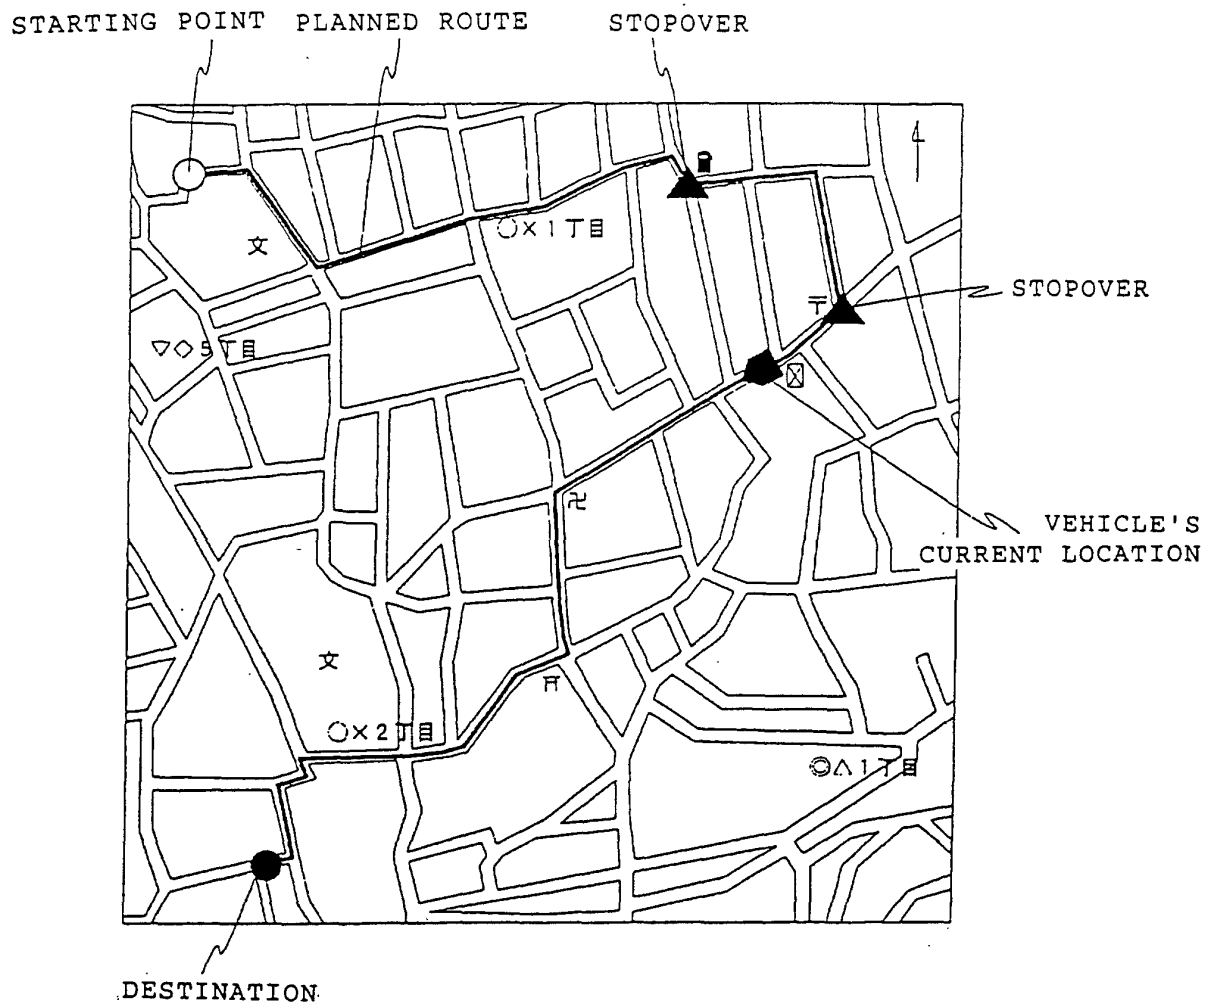 STARTING POINT PLANNED ROUTE STOPOVER
文
○×1丁目
〒
STOPOVER
▽◇5丁目
卍
VEHICLE'S
CURRENT LOCATION
文
○×2丁目
◎△1丁目
DESTINATION